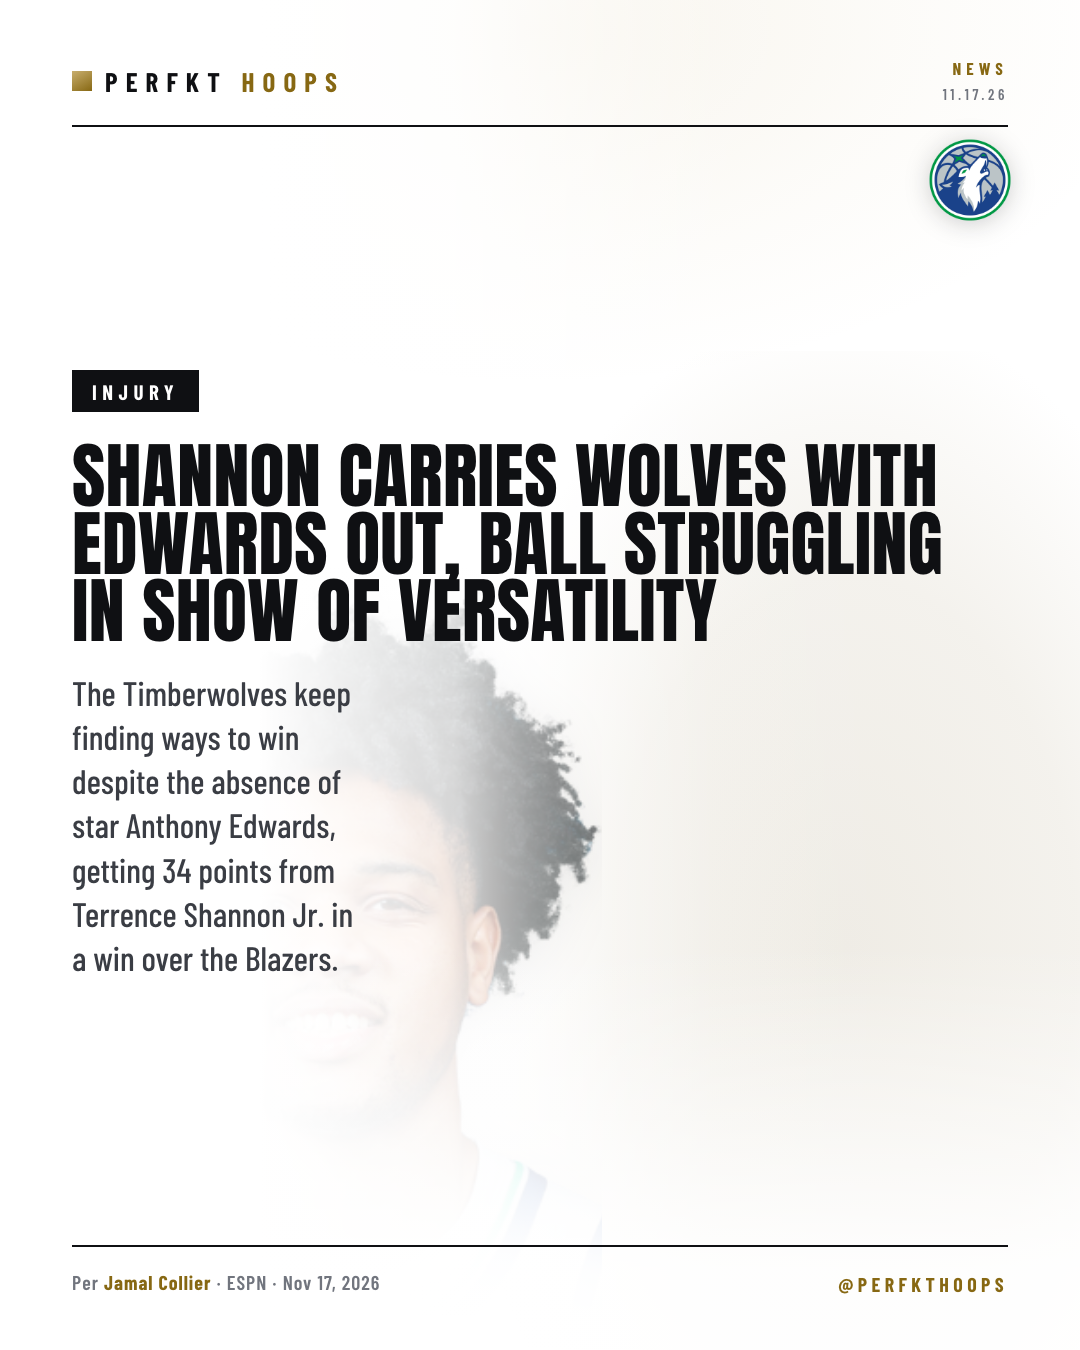 PERFKT HOOPS
NEWS
11.17.26
INJURY
SHANNON CARRIES WOLVES WITH
EDWARDS OUT, BALL STRUGGLING
IN SHOW OF VERSATILITY
The Timberwolves keep
finding ways to win
despite the absence of
star Anthony Edwards,
getting 34 points from
Terrence Shannon Jr. in
a win over the Blazers.
Per Jamal Collier · ESPN · Nov 17, 2026
@PERFKTHOOPS